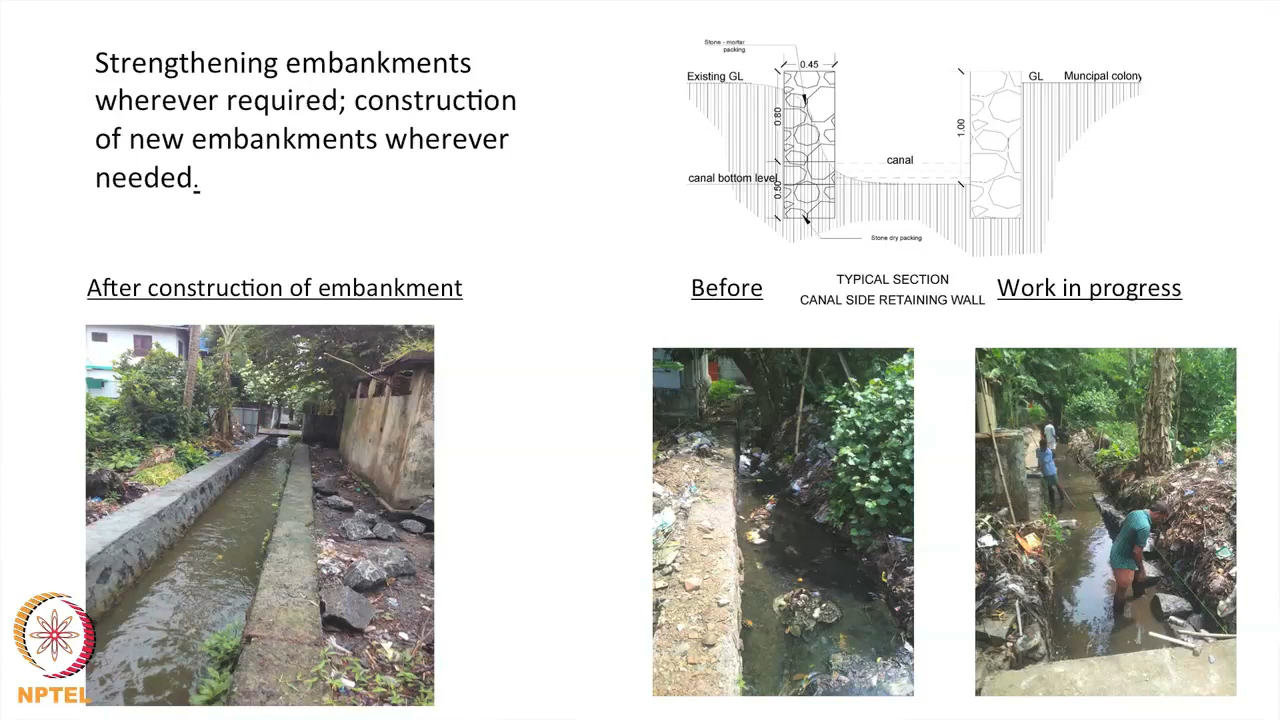 Strengthening embankments
wherever required; construction
of new embankments wherever
needed.
Stone - mortar
packing
0.45
Existing GL
GL
Muncipal colony
0.80
1.00
canal
canal bottom level
0.50
Stone dry packing
TYPICAL SECTION
CANAL SIDE RETAINING WALL
After construction of embankment
Before
Work in progress
NPTEL